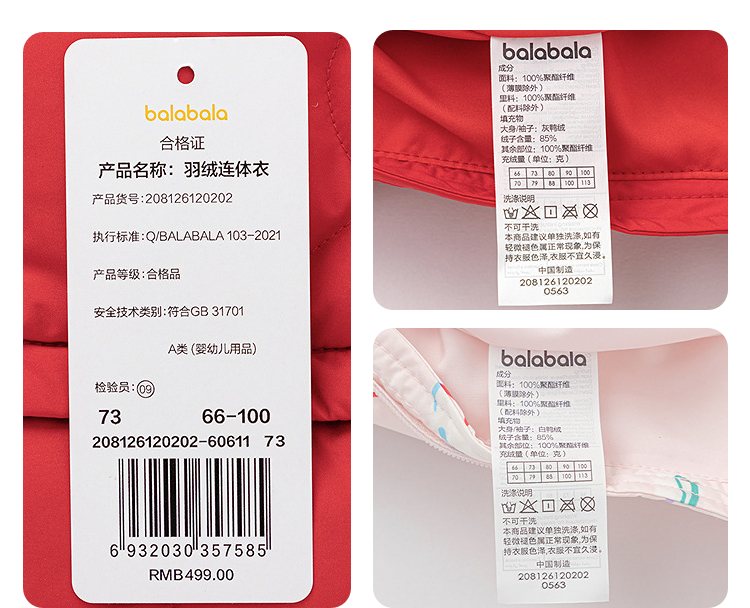 balabala
合格证
产品名称：羽绒连体衣
产品货号:208126120202
执行标准: Q/BALABALA 103-2021
产品等级: 合格品
安全技术类别: 符合GB 31701
A类 (婴幼儿用品)
检验员: 09
73 66-100
208126120202-60611 73
6 932030 357585
RMB499.00
balabala
成分
面料：100%聚酯纤维
（薄膜除外）
里料：100%聚酯纤维
（配料除外）
填充物
大身/袖子：灰鸭绒
绒子含量：85%
其余部位：100%聚酯纤维
充绒量（单位：克）
66 73 80 90 100
70 79 88 100 113
洗涤说明
不可干洗
本商品建议单独洗涤,如有
轻微褪色属正常现象,为保
持衣服色泽,衣服不宜久浸。
中国制造
208126120202
0563
balabala
成分
面料：100%聚酯纤维
（薄膜除外）
里料：100%聚酯纤维
（配料除外）
填充物
大身/袖子：白鸭绒
绒子含量：85%
其余部位：100%聚酯纤维
充绒量（单位：克）
66 73 80 90 100
70 79 88 100 113
洗涤说明
不可干洗
本商品建议单独洗涤,如有
轻微褪色属正常现象,为保
持衣服色泽,衣服不宜久浸。
中国制造
208126120202
0563